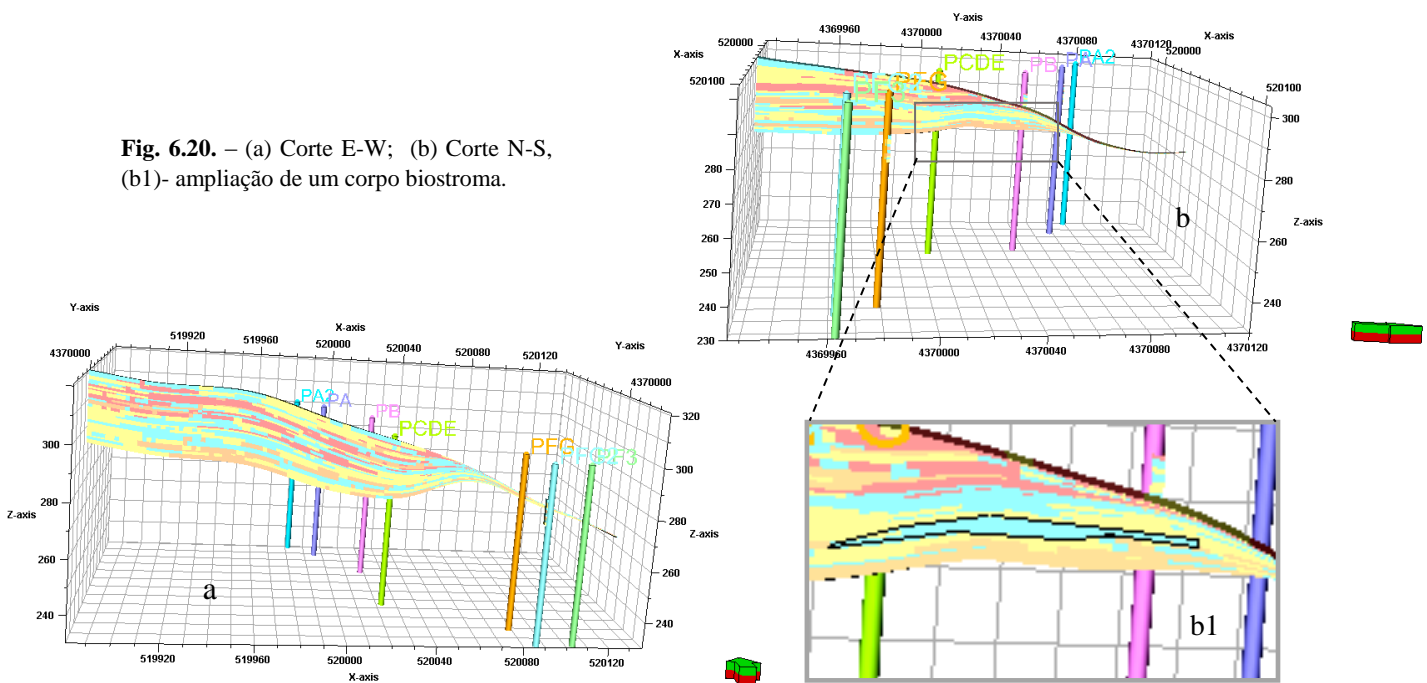 Fig. 6.20. – (a) Corte E-W; (b) Corte N-S,
(b1)- ampliação de um corpo biostroma.
Y-axis
4369960 4370000 4370040 4370080 4370120
X-axis
520000
520100
X-axis
520000
520100
PCDE
PB
PA
PA2
300
280
260
240
Z-axis
280
270
260
250
240
230
b
4369960 4370000 4370040 4370080 4370120
Y-axis
4370000
X-axis
519920 519960 520000 520040 520080 520120
Y-axis
4370000
PA2
PA
PB
PCDE
PFG
300
280
260
240
Z-axis
320
300
280
260
240
Z-axis
a
519920 519960 520000 520040 520080 520120
X-axis
b1